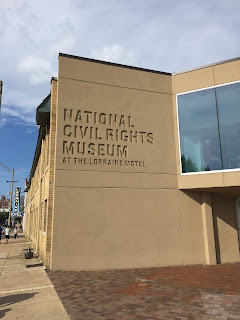 NATIONAL
CIVIL RIGHTS
MUSEUM
AT THE LORRAINE MOTEL